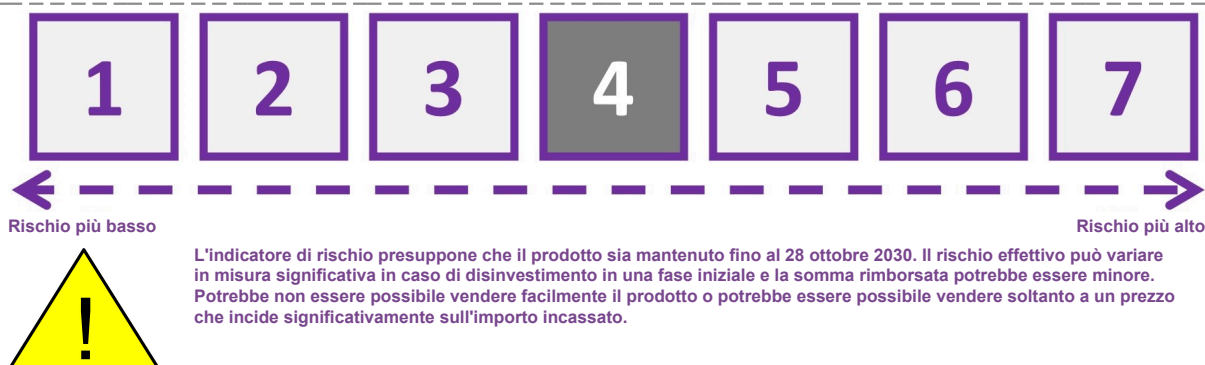 1 2 3 4 5 6 7
Rischio più basso Rischio più alto
L'indicatore di rischio presuppone che il prodotto sia mantenuto fino al 28 ottobre 2030. Il rischio effettivo può variare
in misura significativa in caso di disinvestimento in una fase iniziale e la somma rimborsata potrebbe essere minore.
Potrebbe non essere possibile vendere facilmente il prodotto o potrebbe essere possibile vendere soltanto a un prezzo
che incide significativamente sull'importo incassato.
!